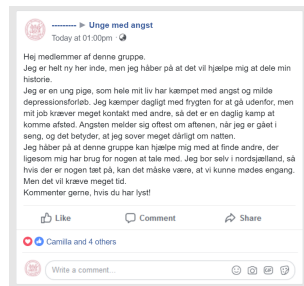 --------- ▶ Unge med angst
Today at 01:00pm ·
Hej medlemmer af denne gruppe.
Jeg er helt ny her inde, men jeg håber på at det vil hjælpe mig at dele min
historie.
Jeg er en ung pige, som hele mit liv har kæmpet med angst og milde
depressionsforløb. Jeg kæmper dagligt med frygten for at gå udenfor, men
mit job kræver meget kontakt med andre, så det er en daglig kamp at
komme afsted. Angsten melder sig oftest om aftenen, når jeg er gået i
seng, og det betyder, at jeg sover meget dårligt om natten.
Jeg håber på at denne gruppe kan hjælpe mig med at finde andre, der
ligesom mig har brug for nogen at tale med. Jeg bor selv i nordsjælland, så
hvis der er nogen tæt på, kan det måske være, at vi kunne mødes engang.
Men det vil kræve meget tid.
Kommenter gerne, hvis du har lyst!
Like Comment Share
Camilla and 4 others
Write a comment...